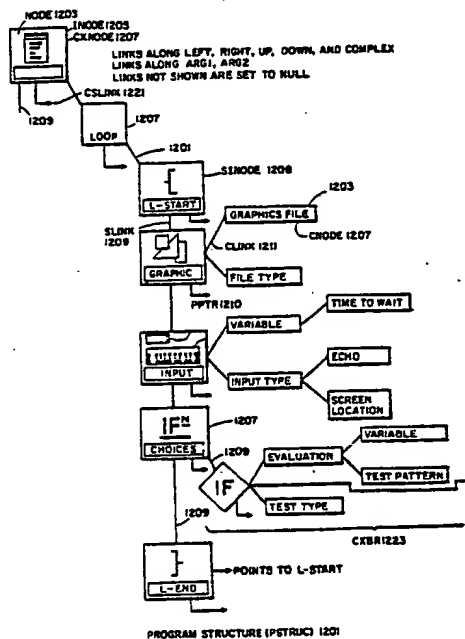 NODE 1203
INODE 1203
CXNODE 1207
LINKS ALONG LEFT, RIGHT, UP, DOWN, AND COMPLEX
LINKS ALONG ARG1, ARG2
LINKS NOT SHOWN ARE SET TO NULL
CSLINK 1221
1209
1207
LOOP
1201
SINODE 1208
{
L-START
1203
GRAPHICS FILE
SLINK 1209
CLINK 1211
CNODE 1207
GRAPHIC
FILE TYPE
PPTR 1210
TIME TO WAIT
VARIABLE
ECHO
INPUT
INPUT TYPE
SCREEN LOCATION
1207
IF N
CHOICES
1209
VARIABLE
EVALUATION
IF
TEST PATTERN
TEST TYPE
1209
CXBR 1223
}
POINTS TO L-START
L-END
PROGRAM STRUCTURE (PSTRUC) 1201